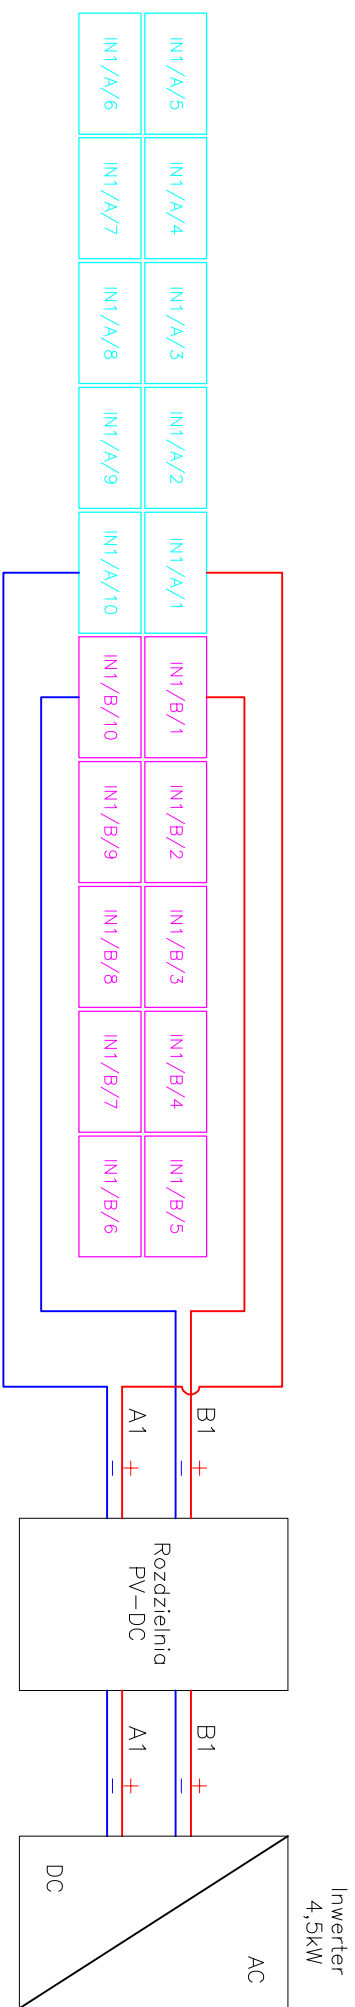 IN1/A/5
IN1/A/4
IN1/A/3
IN1/A/2
IN1/A/1
IN1/B/1
IN1/B/2
IN1/B/3
IN1/B/4
IN1/B/5
IN1/A/6
IN1/A/7
IN1/A/8
IN1/A/9
IN1/A/10
IN1/B/10
IN1/B/9
IN1/B/8
IN1/B/7
IN1/B/6
B1
+
-
A1
+
-
Rozdzielnia
PV-DC
B1
+
-
A1
+
-
Inwerter
4,5kW
AC
DC